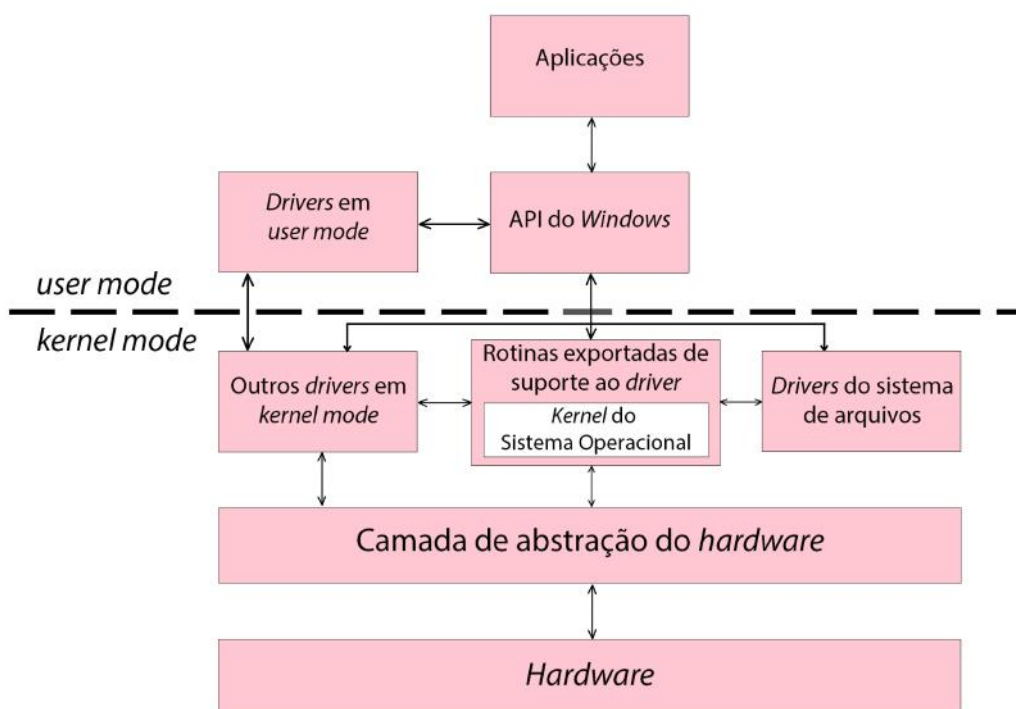 Aplicações
Drivers em
user mode
API do Windows
user mode
kernel mode
Outros drivers em
kernel mode
Rotinas exportadas de
suporte ao driver
Kernel do
Sistema Operacional
Drivers do sistema
de arquivos
Camada de abstração do hardware
Hardware